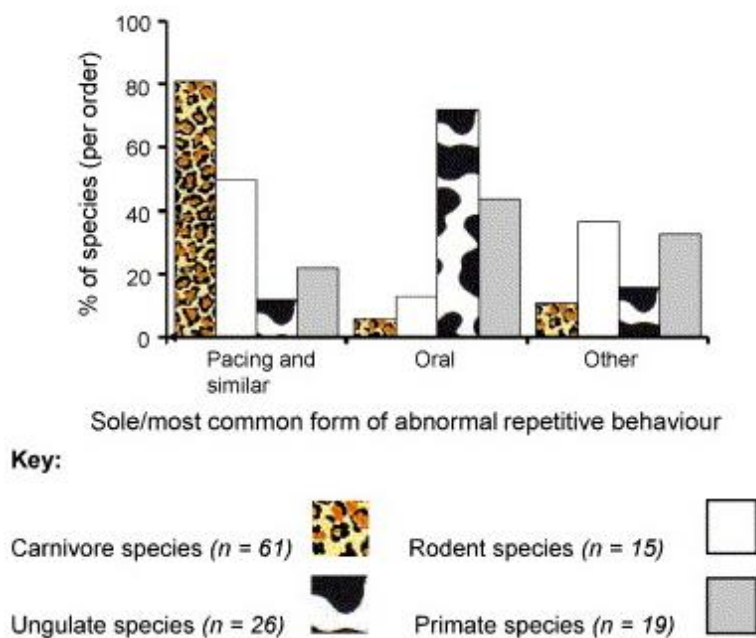 100
80
60
40
20
0
% of species (per order)
Pacing and similar
Oral
Other
Sole/most common form of abnormal repetitive behaviour
Key:
Carnivore species (n = 61)
Rodent species (n = 15)
Ungulate species (n = 26)
Primate species (n = 19)